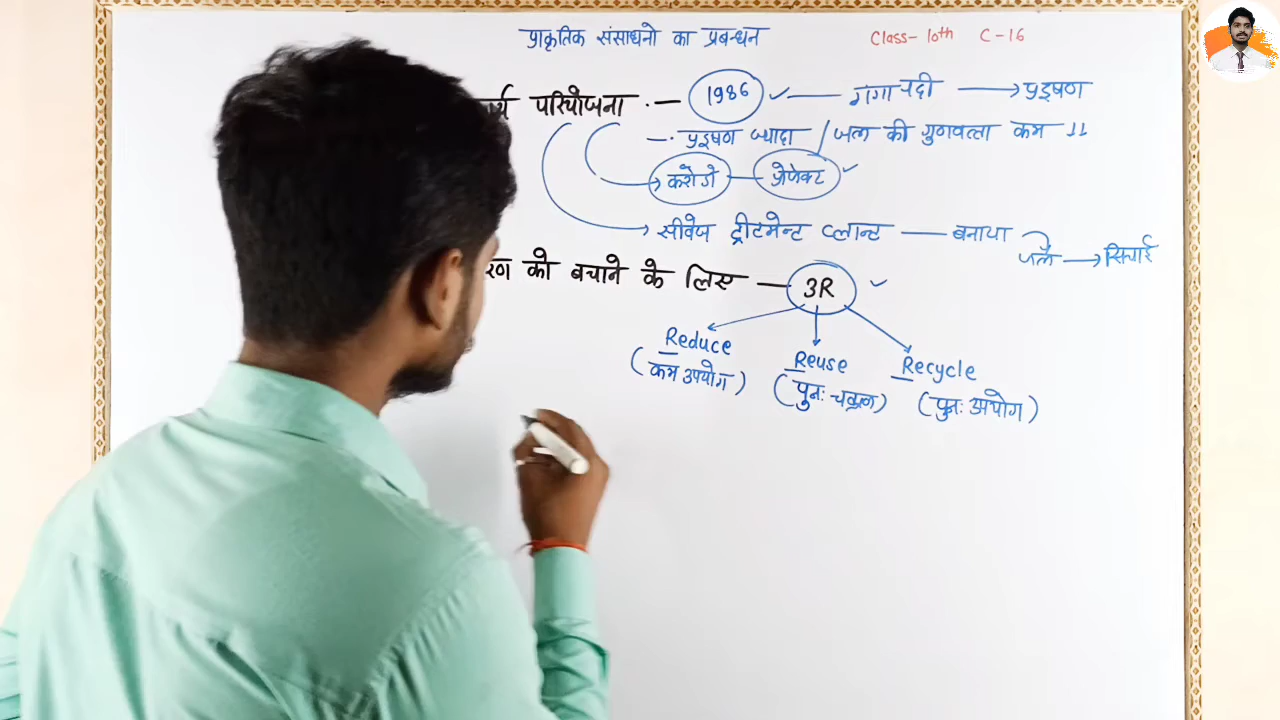 प्राकृतिक संसाधनो का प्रबन्धन Class-10th C-16
परियोजना - 1986 ✓ — गंगा नदी → प्रदुषण
— प्रदुषण ज्यादा / जल की गुणवत्ता कम ↓↓
→ करोडो — प्रोजेक्ट ✓
→ सीवेज ट्रीटमेन्ट प्लान्ट — बनाया जल → सिचाई
को बचाने के लिए — 3R ✓
Reduce Reuse Recycle
(कम उपयोग) (पुनः चक्रण) (पुनः उपयोग)